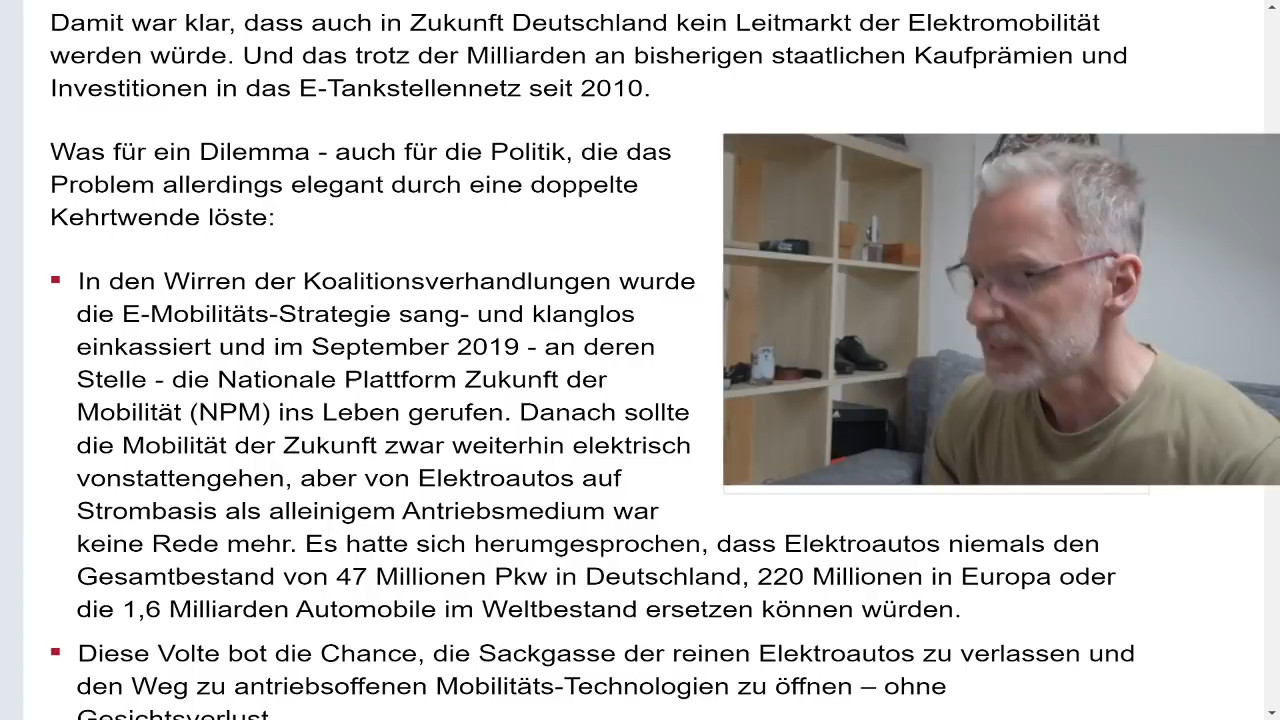 Damit war klar, dass auch in Zukunft Deutschland kein Leitmarkt der Elektromobilität
werden würde. Und das trotz der Milliarden an bisherigen staatlichen Kaufprämien und
Investitionen in das E-Tankstellennetz seit 2010.
Was für ein Dilemma - auch für die Politik, die das
Problem allerdings elegant durch eine doppelte
Kehrtwende löste:
In den Wirren der Koalitionsverhandlungen wurde
die E-Mobilitäts-Strategie sang- und klanglos
einkassiert und im September 2019 - an deren
Stelle - die Nationale Plattform Zukunft der
Mobilität (NPM) ins Leben gerufen. Danach sollte
die Mobilität der Zukunft zwar weiterhin elektrisch
vonstattengehen, aber von Elektroautos auf
Strombasis als alleinigem Antriebsmedium war
keine Rede mehr. Es hatte sich herumgesprochen, dass Elektroautos niemals den
Gesamtbestand von 47 Millionen Pkw in Deutschland, 220 Millionen in Europa oder
die 1,6 Milliarden Automobile im Weltbestand ersetzen können würden.
Diese Volte bot die Chance, die Sackgasse der reinen Elektroautos zu verlassen und
den Weg zu antriebsoffenen Mobilitäts-Technologien zu öffnen – ohne
Gesichtsverlust